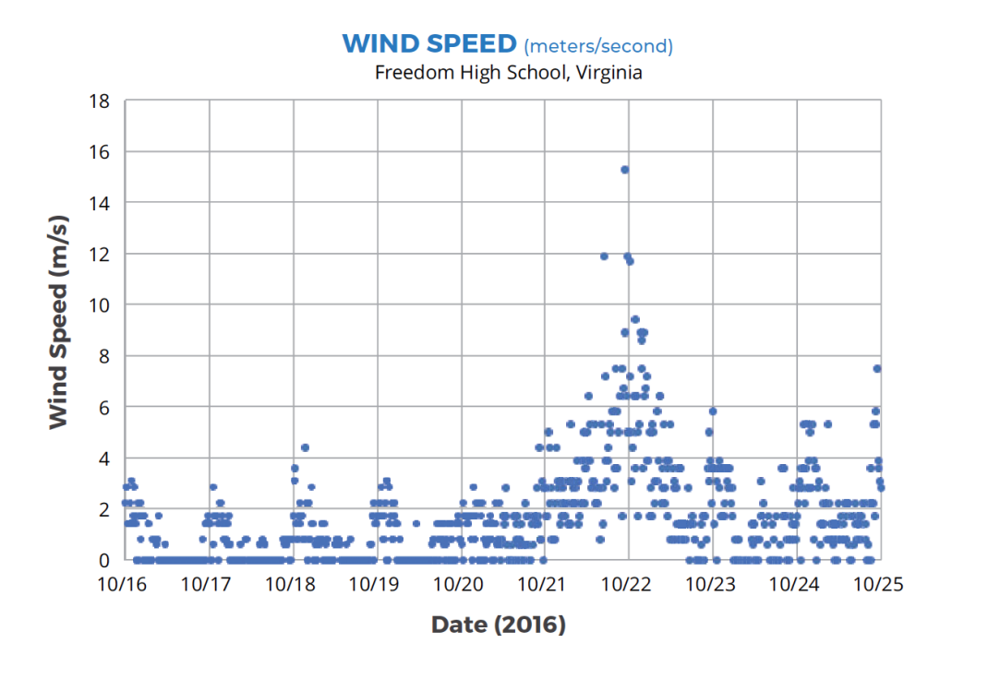 WIND SPEED (meters/second)
Freedom High School, Virginia
18
16
14
12
10
8
6
4
2
0
Wind Speed (m/s)
10/16 10/17 10/18 10/19 10/20 10/21 10/22 10/23 10/24 10/25
Date (2016)